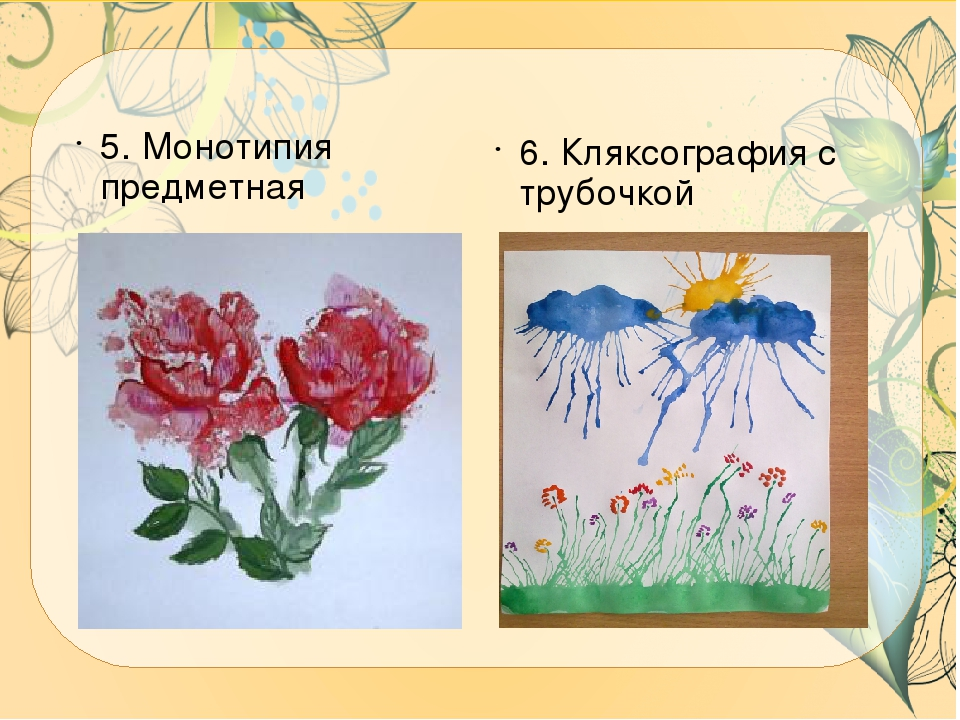 5. Монотипия
предметная
6. Кляксография с
трубочкой